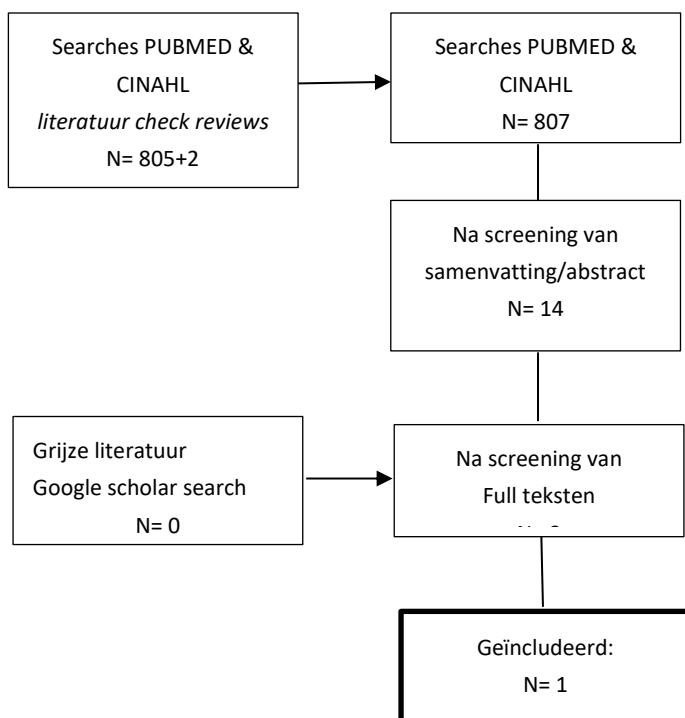 Searches PUBMED &
CINAHL
literatuur check reviews
N= 805+2
Searches PUBMED &
CINAHL
N= 807
Na screening van
samenvatting/abstract
N= 14
Grijze literatuur
Google scholar search
N= 0
Na screening van
Full teksten
Geïncludeerd:
N= 1